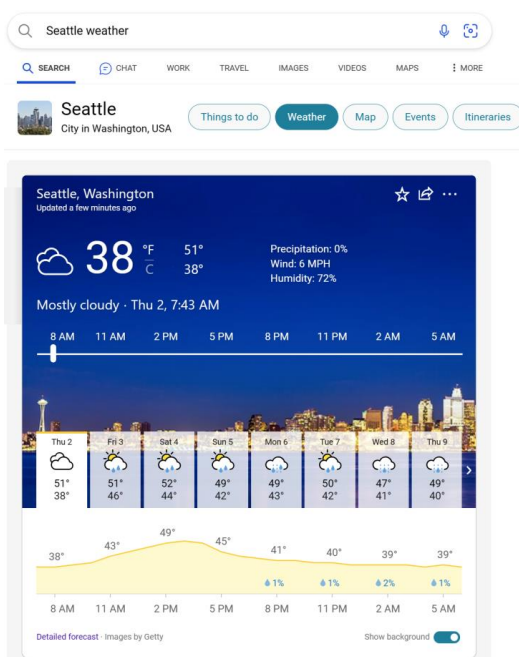 Seattle weather
SEARCH CHAT WORK TRAVEL IMAGES VIDEOS MAPS MORE
Seattle
City in Washington, USA
Things to do Weather Map Events Itineraries
Seattle, Washington
Updated a few minutes ago
38 °F C 51° 38°
Precipitation: 0%
Wind: 6 MPH
Humidity: 72%
Mostly cloudy · Thu 2, 7:43 AM
8 AM 11 AM 2 PM 5 PM 8 PM 11 PM 2 AM 5 AM
Thu 2 Fri 3 Sat 4 Sun 5 Mon 6 Tue 7 Wed 8 Thu 9
51° 51° 52° 49° 49° 50° 47° 49°
38° 46° 44° 42° 43° 42° 41° 40°
38° 43° 49° 45° 41° 40° 39° 39°
1% 1% 2% 1%
8 AM 11 AM 2 PM 5 PM 8 PM 11 PM 2 AM 5 AM
Detailed forecast · Images by Getty Show background